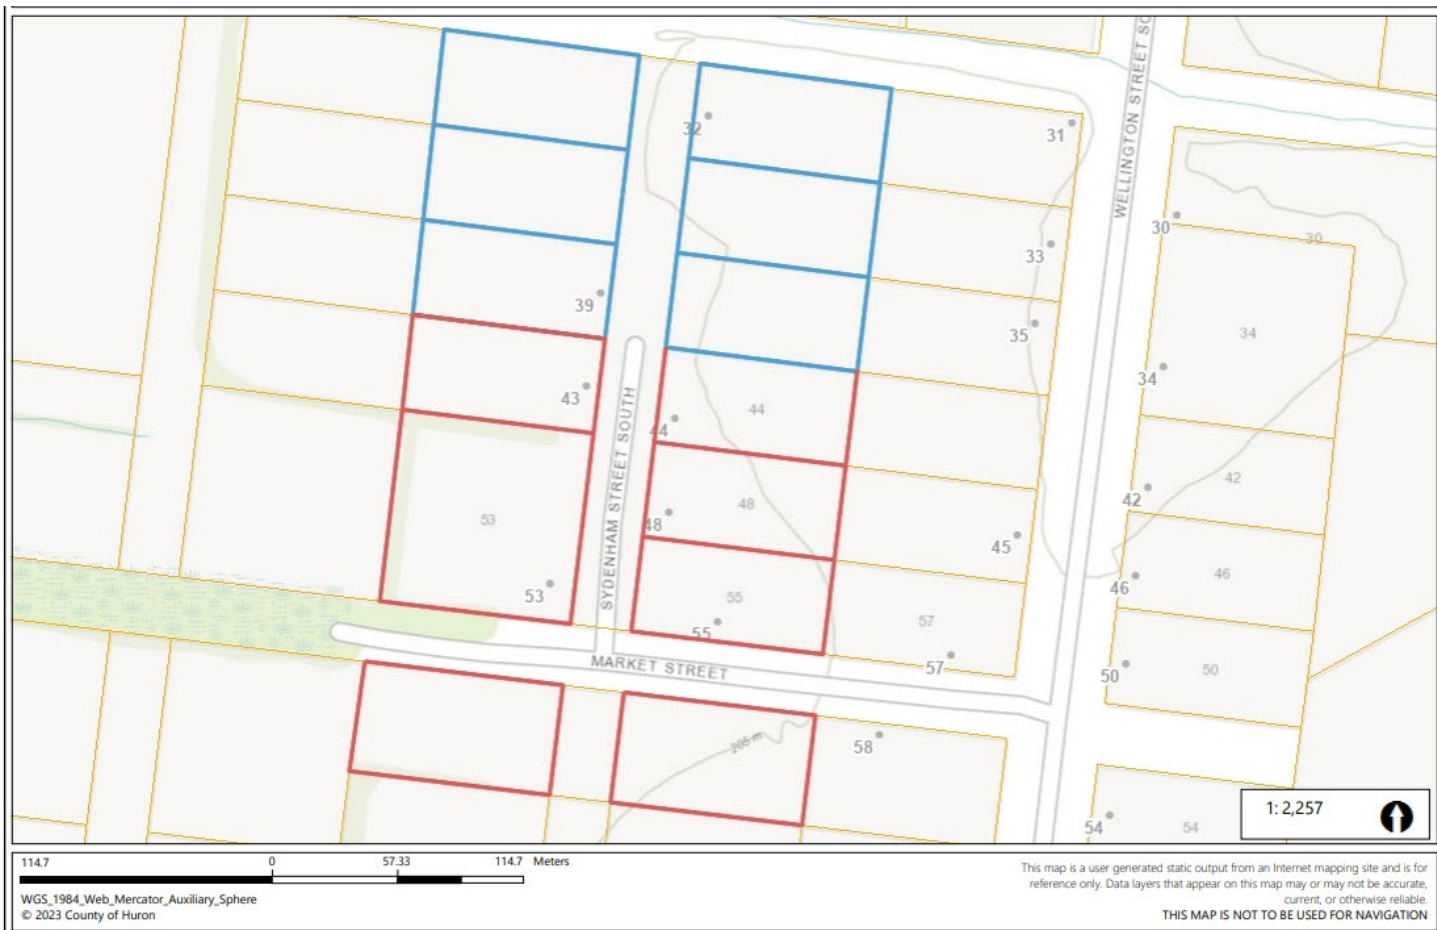 WELLINGTON STREET SO
32
31
30
30
33
39
35
34
34
43
44
44
42
42
SYDENHAM STREET SOUTH
53
48
48
45
46
46
53
55
55
57
57
50
50
MARKET STREET
205 m
58
54
54
1: 2,257
114.7 0 57.33 114.7 Meters
WGS_1984_Web_Mercator_Auxiliary_Sphere
© 2023 County of Huron
This map is a user generated static output from an Internet mapping site and is for
reference only. Data layers that appear on this map may or may not be accurate,
current, or otherwise reliable.
THIS MAP IS NOT TO BE USED FOR NAVIGATION